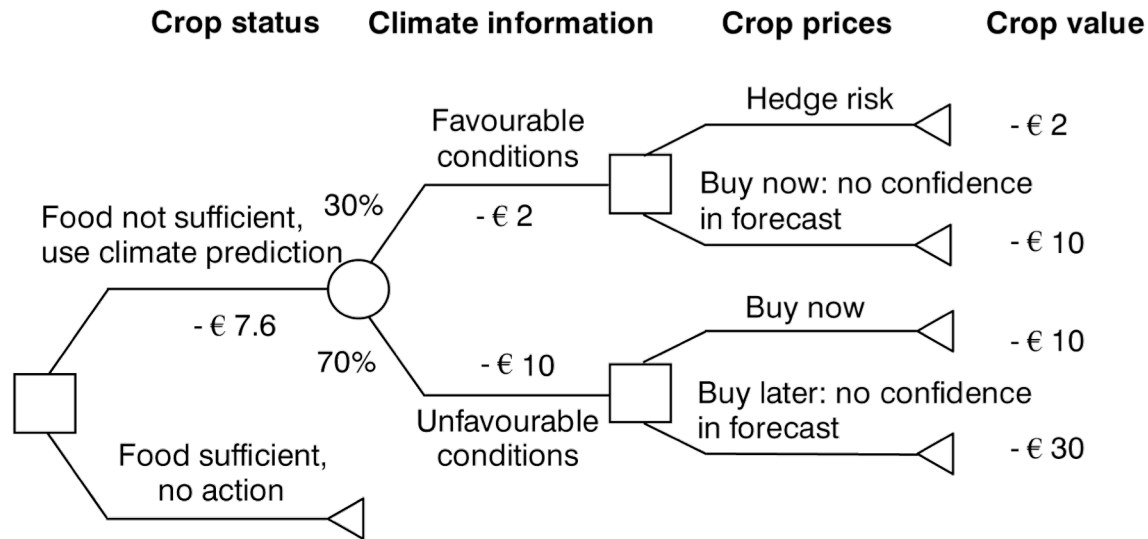 Crop status Climate information Crop prices Crop value
Hedge risk
- € 2
Favourable
conditions
Buy now: no confidence
in forecast
- € 10
30%
- € 2
Food not sufficient,
use climate prediction
- € 7.6
Buy now
- € 10
70%
- € 10
Buy later: no confidence
in forecast
- € 30
Unfavourable
conditions
Food sufficient,
no action